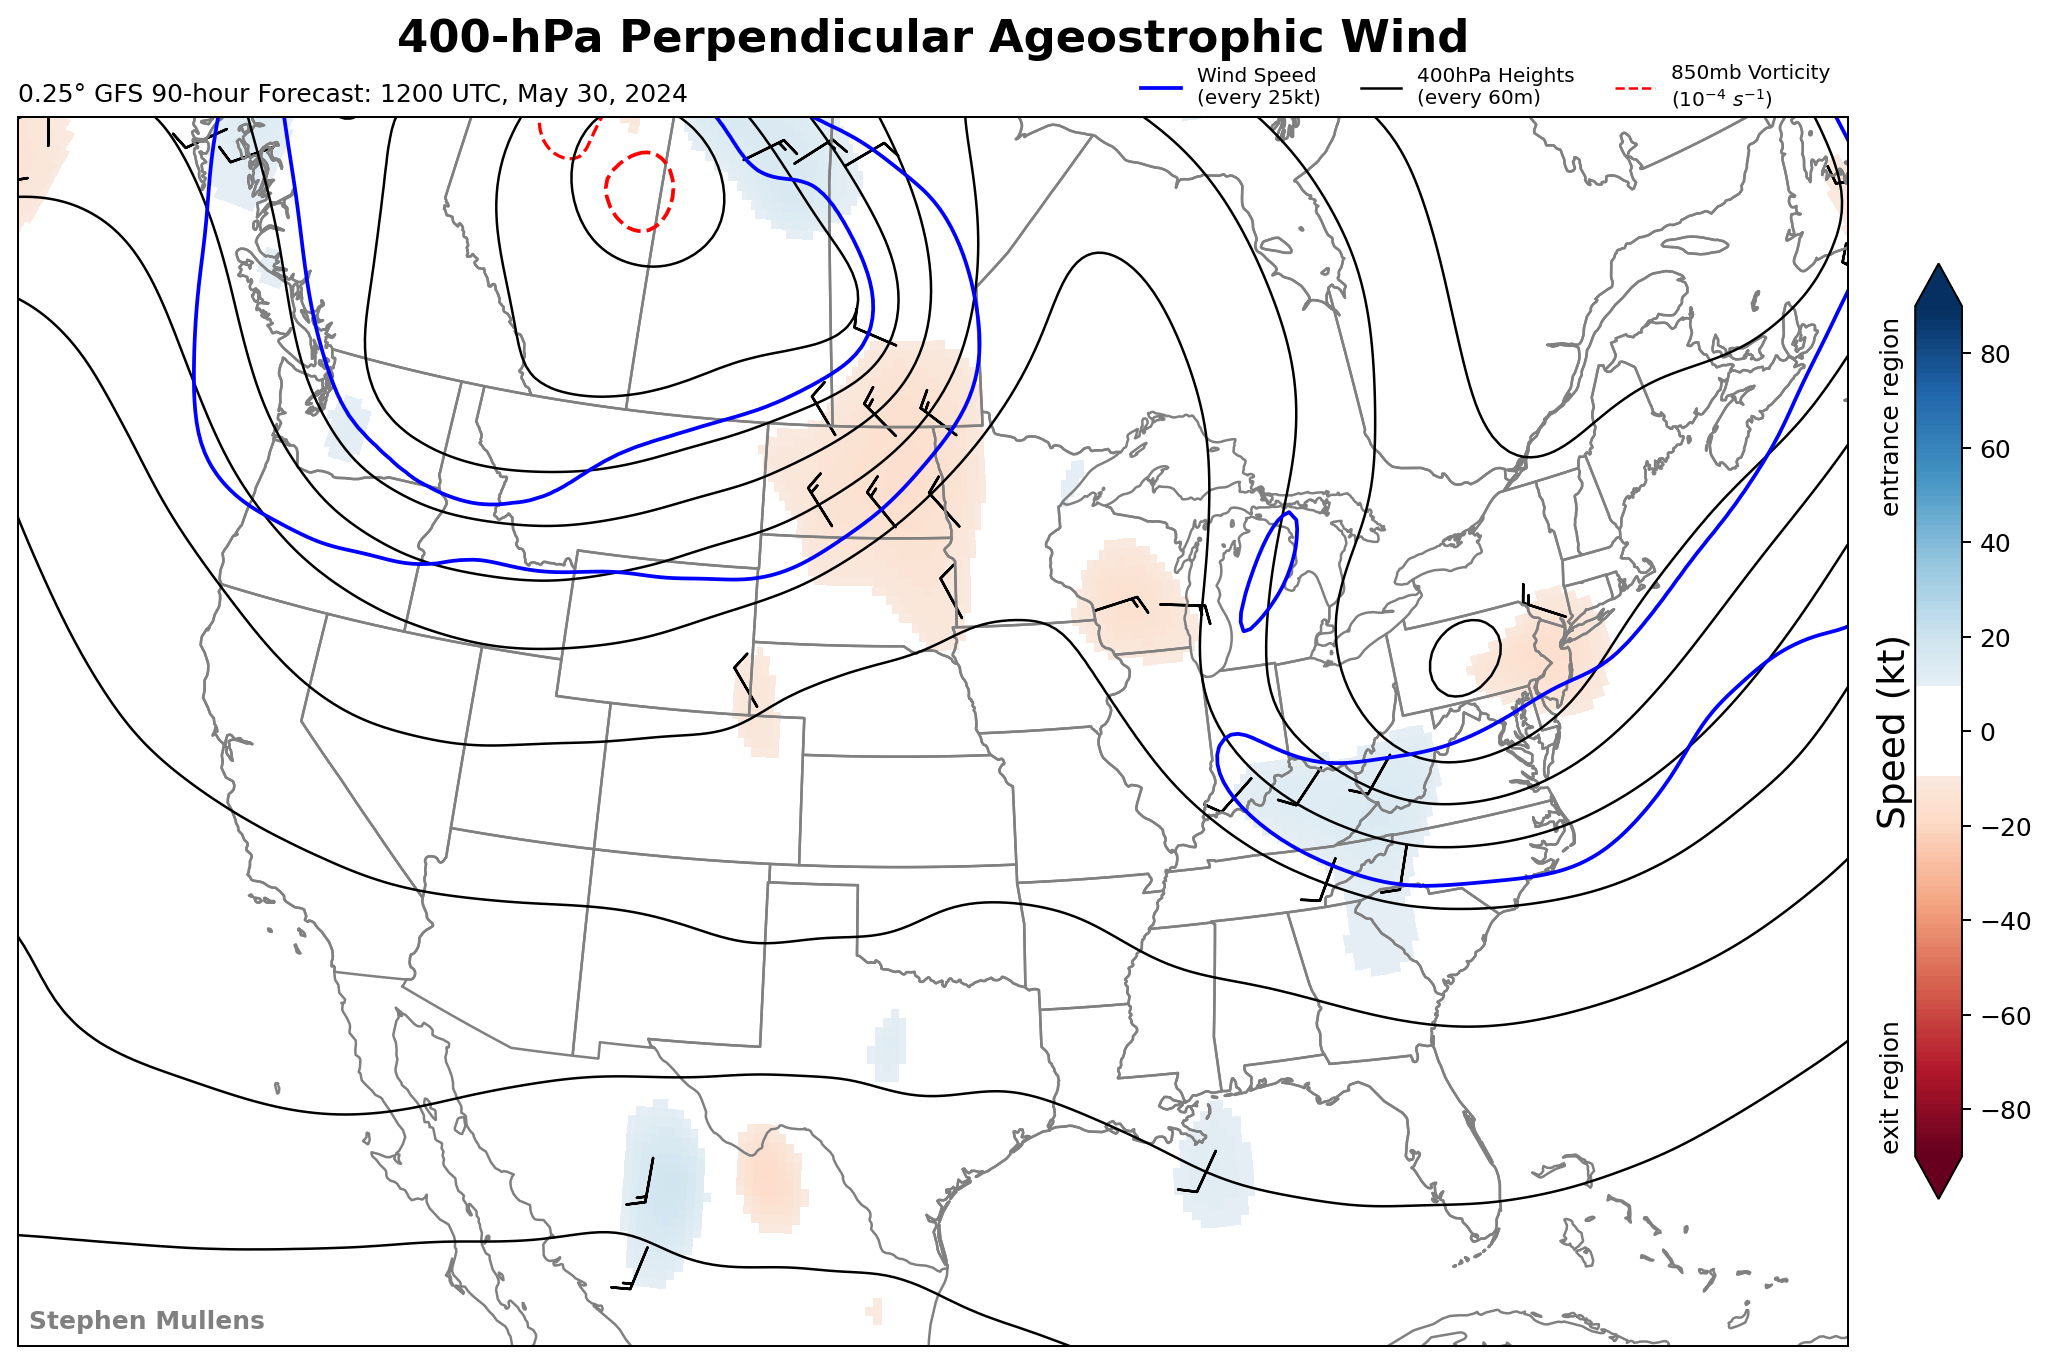 400-hPa Perpendicular Ageostrophic Wind
0.25° GFS 90-hour Forecast: 1200 UTC, May 30, 2024
Wind Speed
(every 25kt)
400hPa Heights
(every 60m)
850mb Vorticity
(10⁻⁴ s⁻¹)
entrance region
Speed (kt)
exit region
80
60
40
20
0
−20
−40
−60
−80
Stephen Mullens